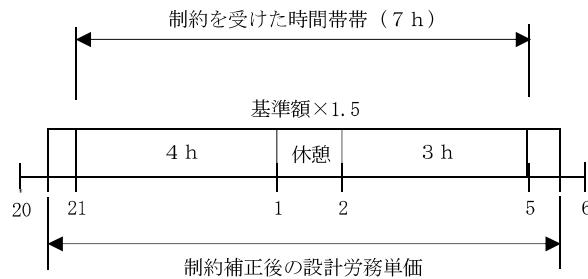 制約を受けた時間帯帯（７ｈ）
基準額×1.5
４ｈ 休憩 ３ｈ
20 21 1 2 5 6
制約補正後の設計労務単価